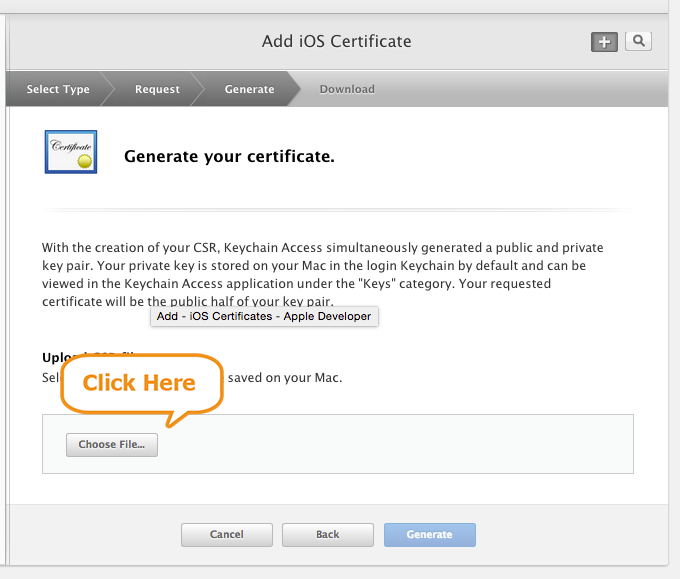 Add iOS Certificate
Select Type Request Generate Download
Certificate
Generate your certificate.
With the creation of your CSR, Keychain Access simultaneously generated a public and private
key pair. Your private key is stored on your Mac in the login Keychain by default and can be
viewed in the Keychain Access application under the "Keys" category. Your requested
certificate will be the public half of your key pair.
Add - iOS Certificates - Apple Developer
Click Here
saved on your Mac.
Choose File...
Cancel Back Generate